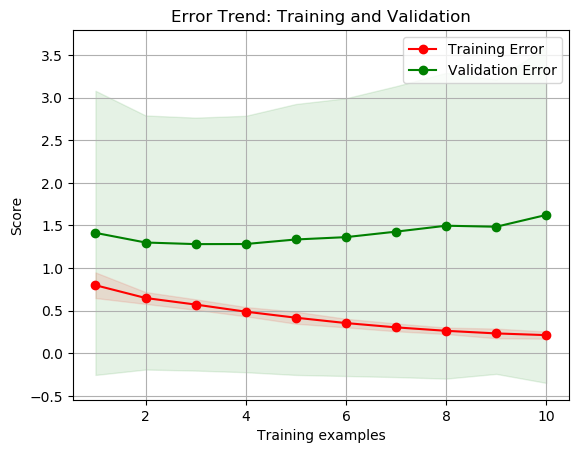 Error Trend: Training and Validation
Training Error
Validation Error
3.5
3.0
2.5
2.0
1.5
1.0
0.5
0.0
−0.5
Score
2
4
6
8
10
Training examples